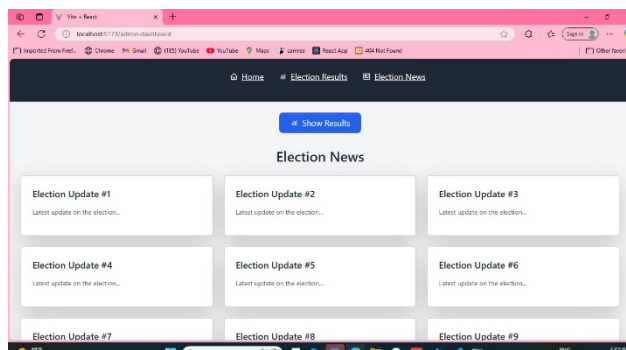 Vite + React
localhost:5173/admin-dashboard
Sign in
Imported From Firef... Chrome Gmail (185) YouTube YouTube Maps camrea React App 404 Not Found Other favori
Home Election Results Election News
Show Results
Election News
Election Update #1 Election Update #2 Election Update #3
Latest update on the election... Latest update on the election... Latest update on the election...
Election Update #4 Election Update #5 Election Update #6
Latest update on the election... Latest update on the election... Latest update on the election...
Election Update #7 Election Update #8 Election Update #9